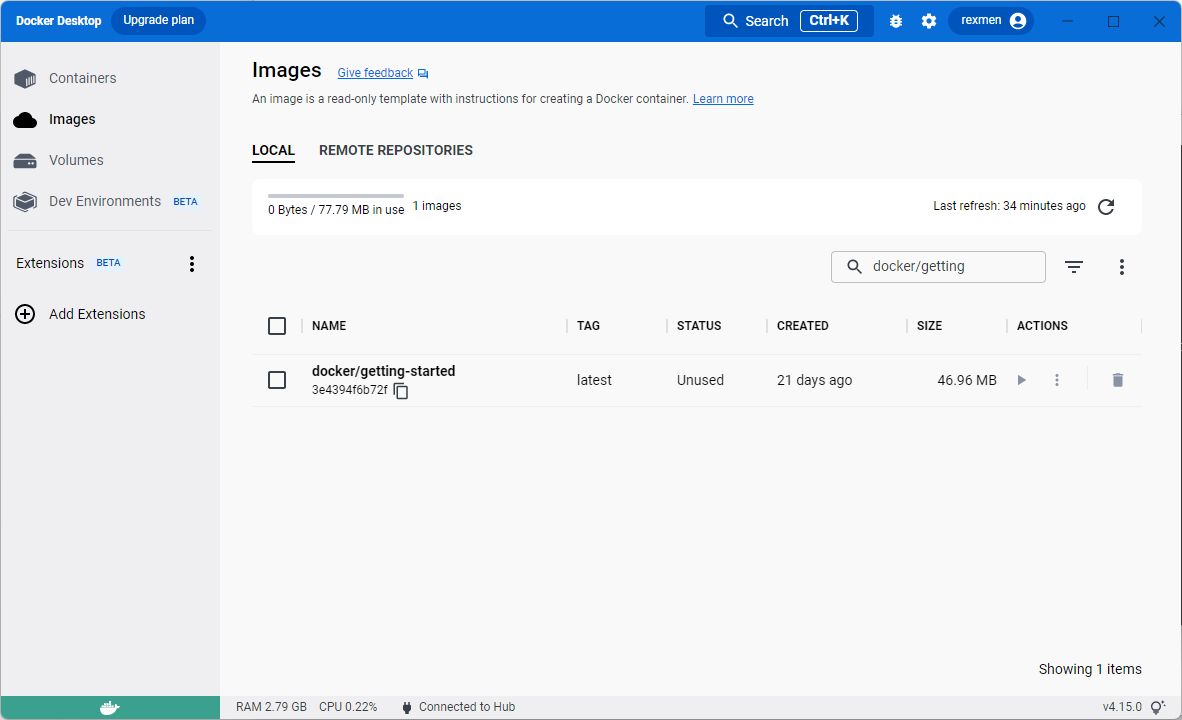 Docker Desktop Upgrade plan Search Ctrl+K rexmen
Containers
Images
Volumes
Dev Environments BETA
Extensions BETA
Add Extensions
Images Give feedback
An image is a read-only template with instructions for creating a Docker container. Learn more
LOCAL REMOTE REPOSITORIES
0 Bytes / 77.79 MB in use 1 images Last refresh: 34 minutes ago
docker/getting
NAME TAG STATUS CREATED SIZE ACTIONS
docker/getting-started latest Unused 21 days ago 46.96 MB
3e4394f6b72f
Showing 1 items
RAM 2.79 GB CPU 0.22% Connected to Hub v4.15.0